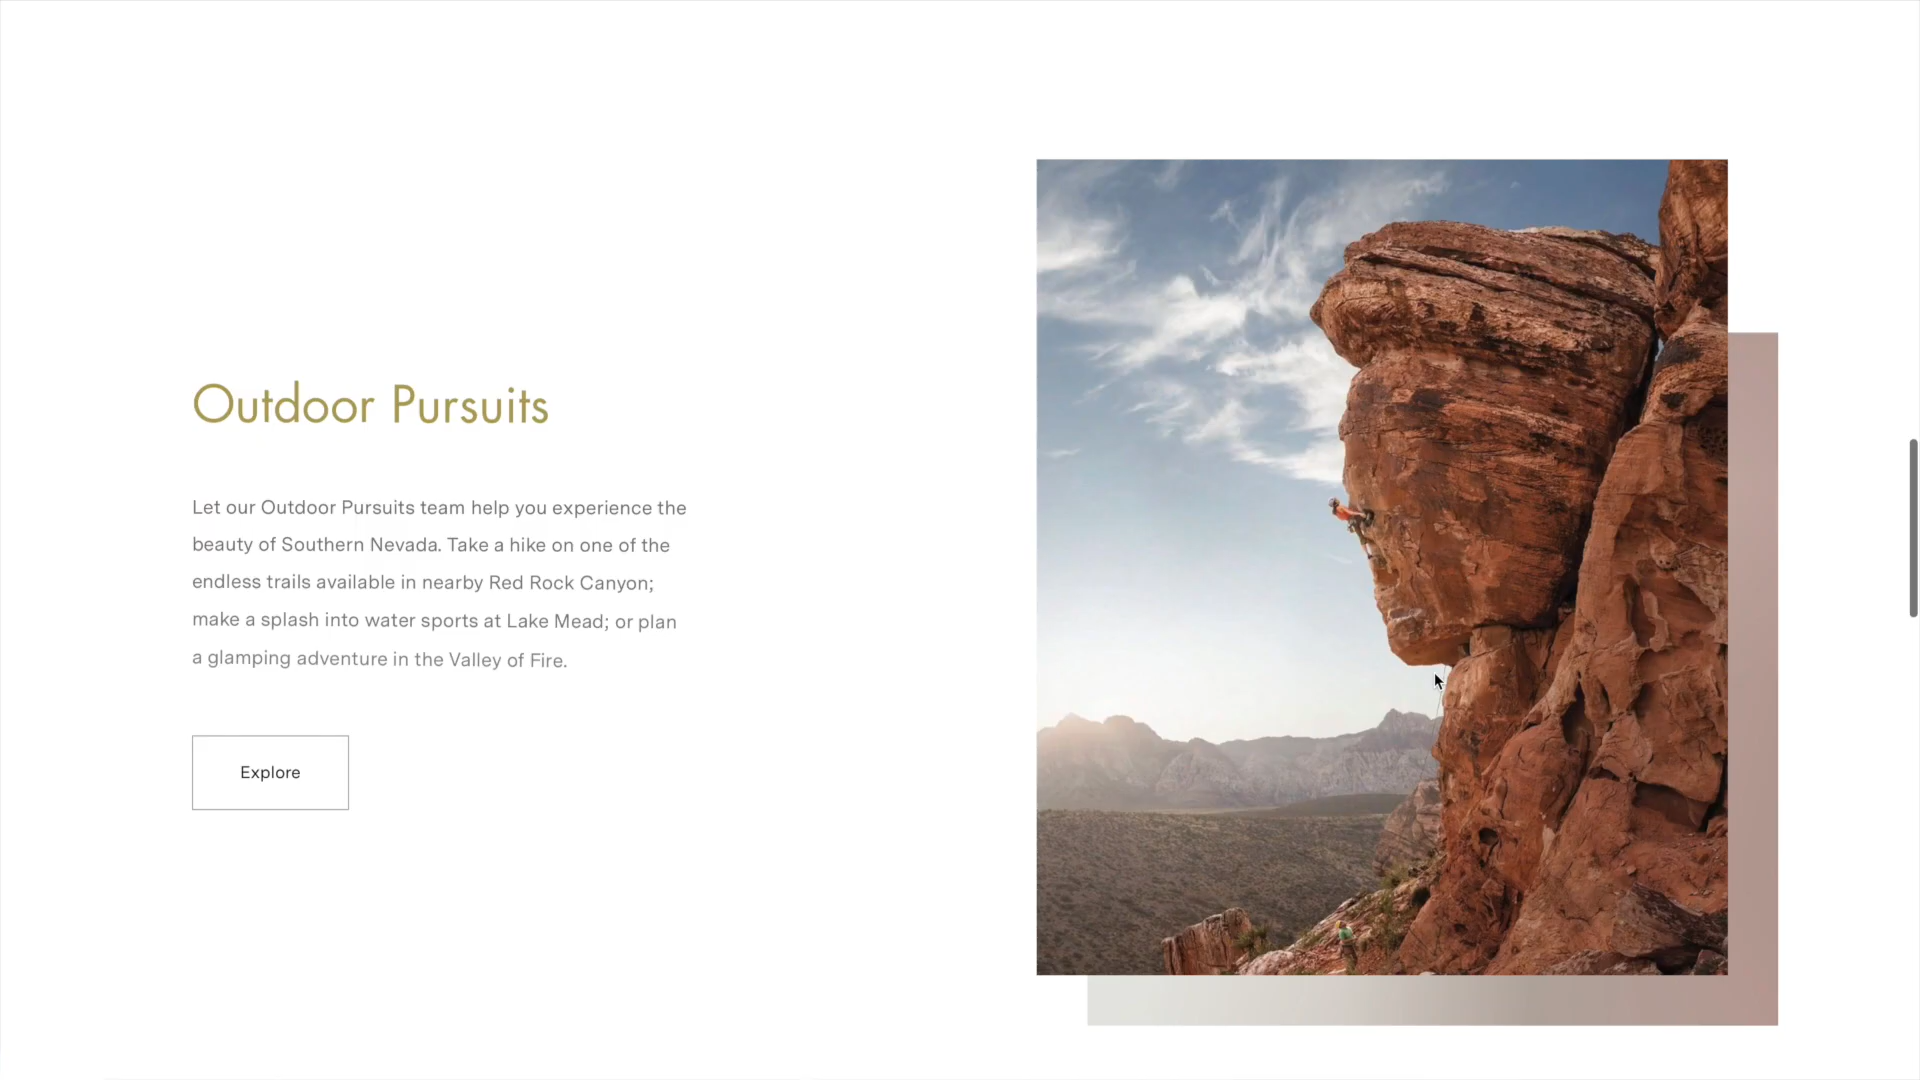 Outdoor Pursuits
Let our Outdoor Pursuits team help you experience the
beauty of Southern Nevada. Take a hike on one of the
endless trails available in nearby Red Rock Canyon;
make a splash into water sports at Lake Mead; or plan
a glamping adventure in the Valley of Fire.
Explore